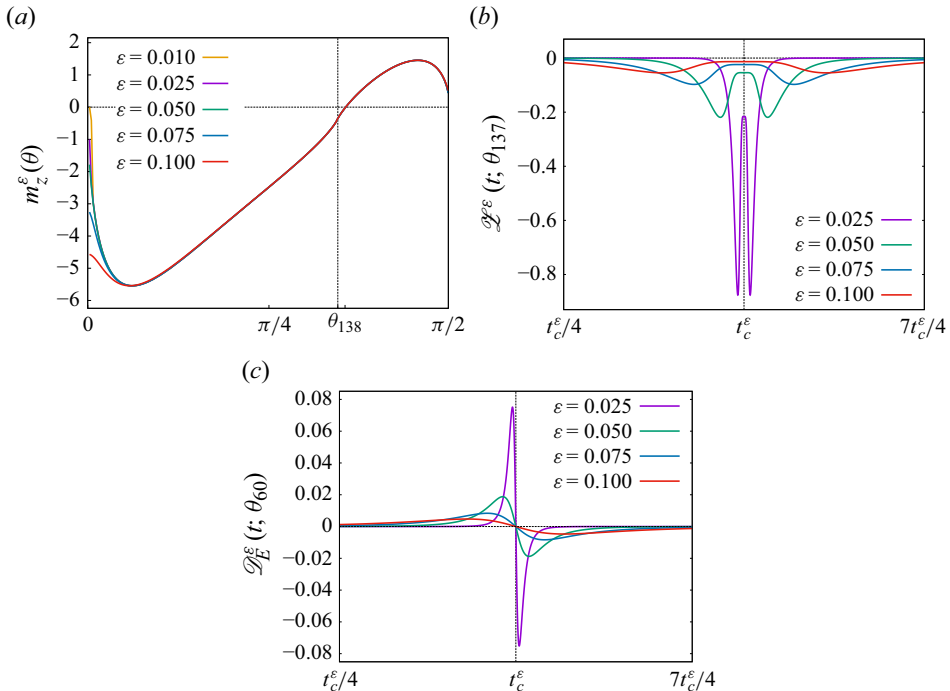 (a)
2
1
0
−1
−2
−3
−4
−5
−6
m_z^ε(θ)
ε = 0.010
ε = 0.025
ε = 0.050
ε = 0.075
ε = 0.100
0
π/4
θ_138
π/2
(b)
0
−0.2
−0.4
−0.6
−0.8
𝒵^ε (t; θ_137)
ε = 0.025
ε = 0.050
ε = 0.075
ε = 0.100
t_c^ε/4
t_c^ε
7t_c^ε/4
(c)
0.08
0.06
0.04
0.02
0
−0.02
−0.04
−0.06
−0.08
𝒟_E^ε (t; θ_60)
ε = 0.025
ε = 0.050
ε = 0.075
ε = 0.100
t_c^ε/4
t_c^ε
7t_c^ε/4